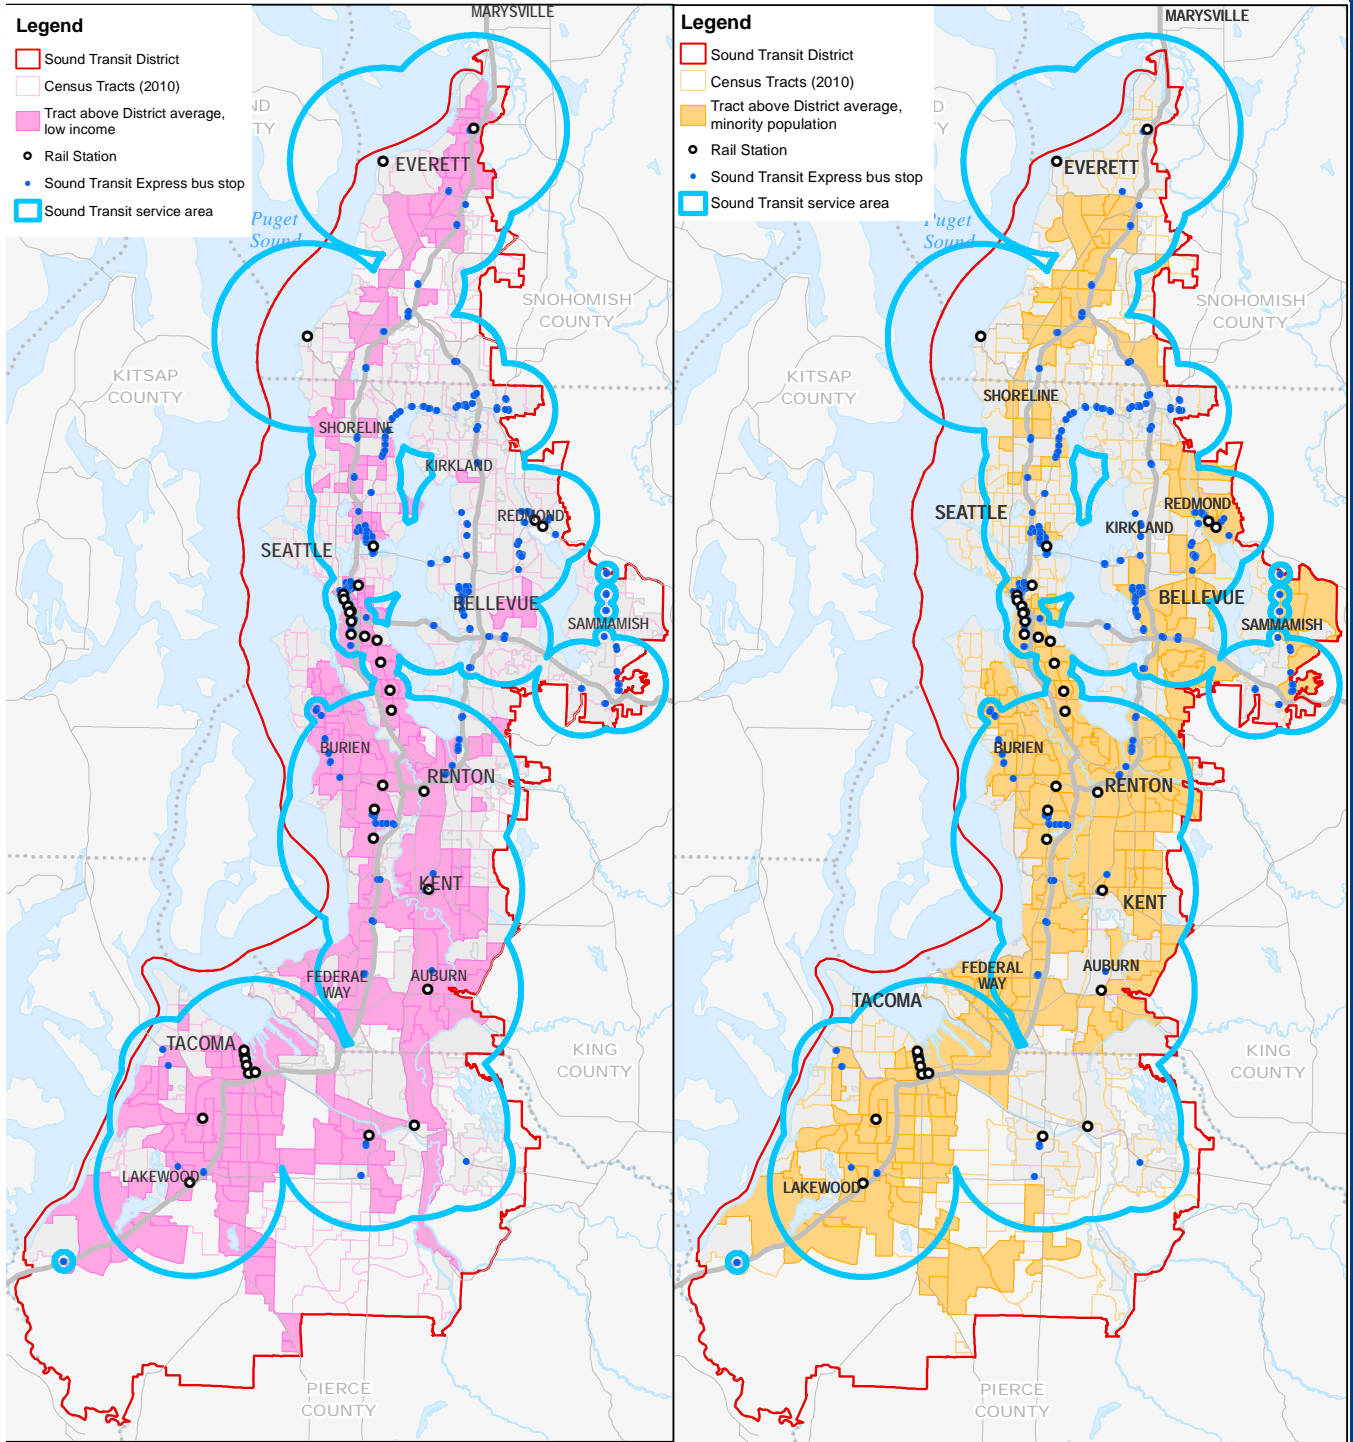 Legend
Sound Transit District
Census Tracts (2010)
Tract above District average,
low income
Rail Station
Sound Transit Express bus stop
Sound Transit service area
MARYSVILLE
ND
TY
EVERETT
Puget
Sound
SNOHOMISH
COUNTY
KITSAP
COUNTY
SHORELINE
KIRKLAND
REDMOND
SEATTLE
BELLEVUE
SAMMAMISH
BURIEN
RENTON
KENT
FEDERAL
WAY
AUBURN
TACOMA
KING
COUNTY
LAKEWOOD
PIERCE
COUNTY
Legend
Sound Transit District
Census Tracts (2010)
Tract above District average,
minority population
Rail Station
Sound Transit Express bus stop
Sound Transit service area
MARYSVILLE
D
Y
EVERETT
Puget
Sound
SNOHOMISH
COUNTY
KITSAP
COUNTY
SHORELINE
REDMOND
SEATTLE
KIRKLAND
BELLEVUE
SAMMAMISH
BURIEN
RENTON
KENT
FEDERAL
WAY
AUBURN
TACOMA
KING
COUNTY
LAKEWOOD
PIERCE
COUNTY